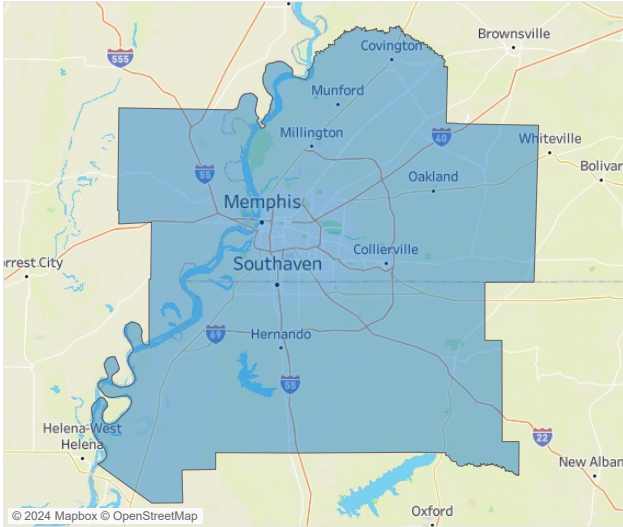 Brownsville
Covington
555
Munford
Millington
40
Whiteville
55
Oakland
Bolivar
Memphis
Collierville
rrest City
Southaven
69
Hernando
55
Helena-West
Helena
22
New Alban
Oxford
© 2024 Mapbox © OpenStreetMap